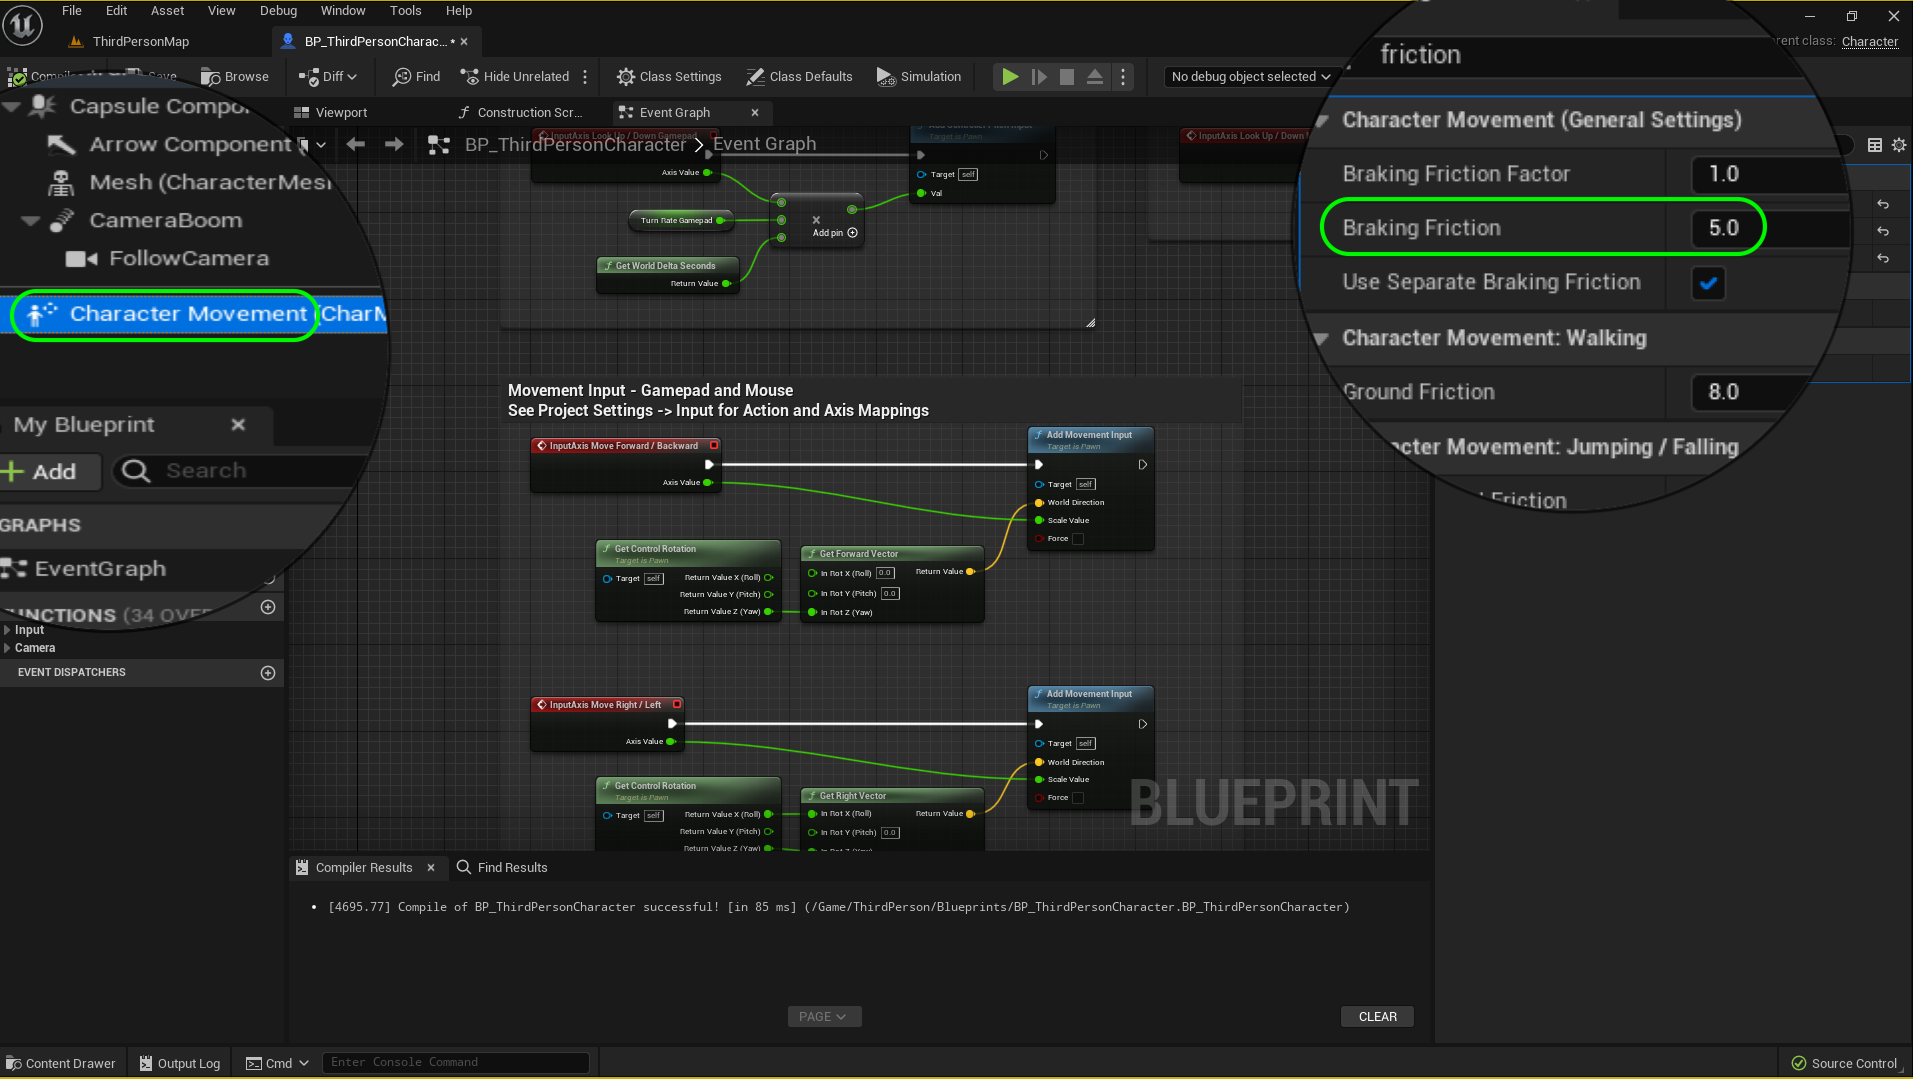 File Edit Asset View Debug Window Tools Help
ThirdPersonMap
BP_ThirdPersonCharac... •
rent class: Character
Save Browse Diff Find Hide Unrelated Class Settings Class Defaults Simulation
No debug object selected
Capsule Compo
Arrow Component
Mesh (CharacterMesh
CameraBoom
FollowCamera
Character Movement (CharM
My Blueprint
Add Search
GRAPHS
EventGraph
UNCTIONS (34 OVER
Input
Camera
EVENT DISPATCHERS
Viewport Construction Scr... Event Graph
BP_ThirdPersonCharacter > Event Graph
InputAxis Look Up / Down Gamepad
Axis Value
Turn Rate Gamepad
Get World Delta Seconds
Return Value
× Add pin
Target is Pawn
Target self
Val
InputAxis Look Up / Down M
Movement Input - Gamepad and Mouse
See Project Settings -> Input for Action and Axis Mappings
InputAxis Move Forward / Backward
Axis Value
Add Movement Input
Target is Pawn
Target self
World Direction
Scale Value
Force
Get Control Rotation
Target is Pawn
Target self
Return Value X (Roll)
Return Value Y (Pitch)
Return Value Z (Yaw)
Get Forward Vector
In Rot X (Roll) 0.0 Return Value
In Rot Y (Pitch) 0.0
In Rot Z (Yaw)
InputAxis Move Right / Left
Axis Value
Add Movement Input
Target is Pawn
Target self
World Direction
Scale Value
Force
Get Control Rotation
Target is Pawn
Target self
Return Value X (Roll)
Return Value Y (Pitch)
Return Value Z (Yaw)
Get Right Vector
In Rot X (Roll) Return Value
In Rot Y (Pitch) 0.0
In Rot Z (Yaw)
BLUEPRINT
friction
Character Movement (General Settings)
Braking Friction Factor 1.0
Braking Friction 5.0
Use Separate Braking Friction
Character Movement: Walking
Ground Friction 8.0
cter Movement: Jumping / Falling
Friction
Compiler Results Find Results
• [4695.77] Compile of BP_ThirdPersonCharacter successful! [in 85 ms] (/Game/ThirdPerson/Blueprints/BP_ThirdPersonCharacter.BP_ThirdPersonCharacter)
PAGE CLEAR
Content Drawer Output Log Cmd Enter Console Command Source Control